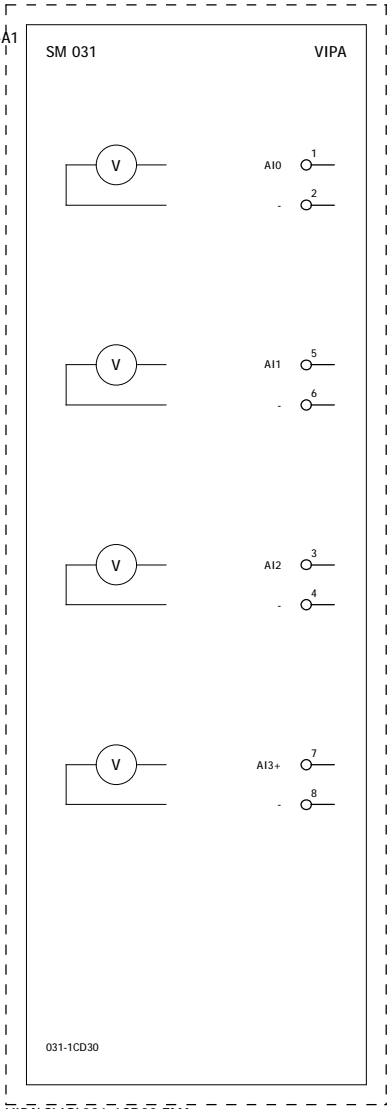 A1
SM 031 VIPA
V AI0 1
- 2
V AI1 5
- 6
V AI2 3
- 4
V AI3+ 7
- 8
031-1CD30